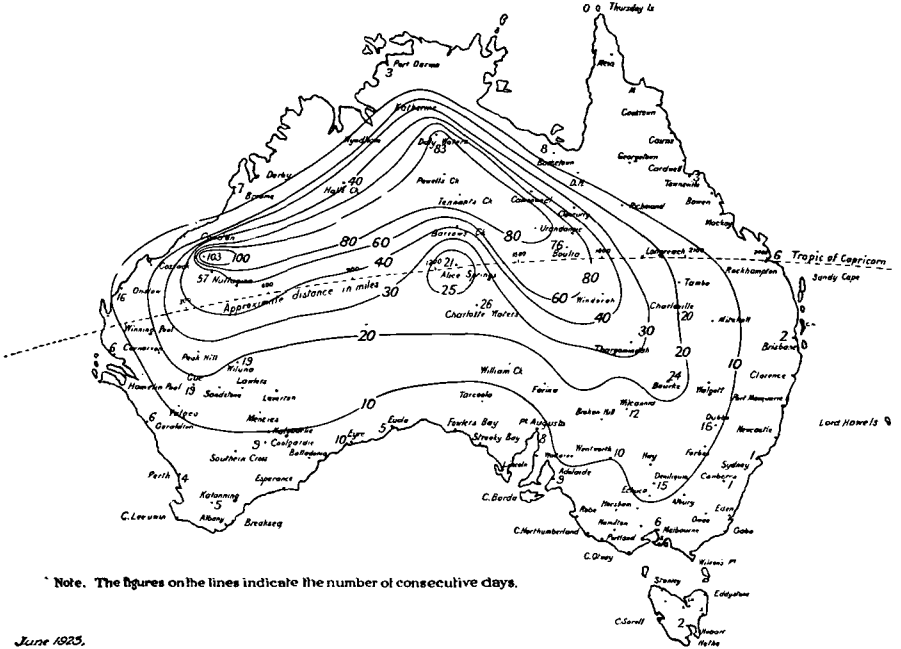 0 Thursday Is
3 Port Darwin
Katherine
Cooktown
Wyndham
Daly Waters
83
8
Cairns
Burketown
Georgetown
Cardwell
3
Derby
Townsville
7
Broome
Halls Ck
40
Powells Ck
Bowen
Tennants Ck
Camooweal
Cloncurry
Richmond
Mackay
Urandangie
80 60
80
76
Boulia
Barrows Ck
Longreach
6 Tropic of Capricorn
103 100
Cossack
57 Nullagine
40
21
Alice Springs
25
80
Rockhampton
Sandy Cape
Tambo
Onslow
16
Approximate distance in miles
30
26
Charlotte Waters
60
Windorah
40
Charleville
20
Mitchell
Winning Pool
20
30
Thargomindah
20
10
2
Brisbane
6 Carnarvon
Peak Hill
19
Wiluna
William Ck
24
Bourke
Clarence
Hamelin Pool
Cue
19
Lawlers
Sandstone
Laverton
10
Tarcoola
Farina
Wilcannia
12
Walgett
Port Macquarie
Broken Hill
6
Geraldton
Yalgoo
Menzies
Kalgoorlie
Eucla
5
Fowlers Bay
Pt Augusta
8
Dubbo
16
Newcastle
Lord Howe Is
9 Coolgardie
10 Eyre
Balladonia
Streaky Bay
Southern Cross
Wentworth 10
Hay
Forbes
Sydney
1
Perth 4
Esperance
Lincoln
Adelaide
9
Deniliquin
15
Canberra
1
Katanning
5
C. Borda
Echuca
Albury
C. Leeuwin
Albany
Breaksea
Robe
Horsham
Eden
Hamilton
6
Melbourne
Omeo
Gabo
C. Northumberland
Portland
C. Otway
Wilson's Pt
Stanley
Eddystone
* Note. The figures on the lines indicate the number of consecutive days.
C. Sorell
2
Hobart
June 1925.